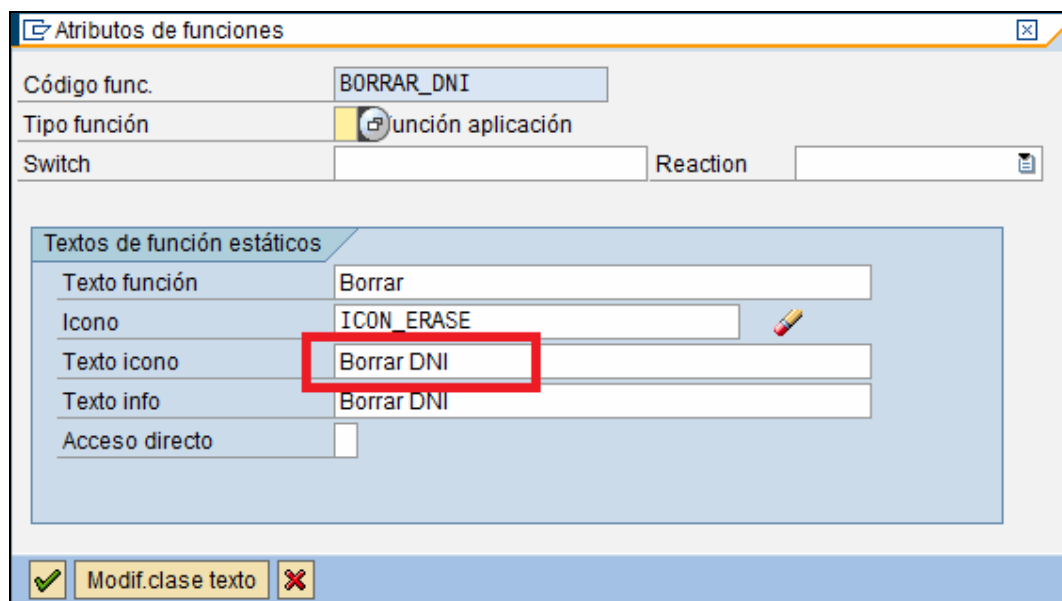 Atributos de funciones
Código func. BORRAR_DNI
Tipo función unción aplicación
Switch Reaction
Textos de función estáticos
Texto función Borrar
Icono ICON_ERASE
Texto icono Borrar DNI
Texto info Borrar DNI
Acceso directo
Modif.clase texto